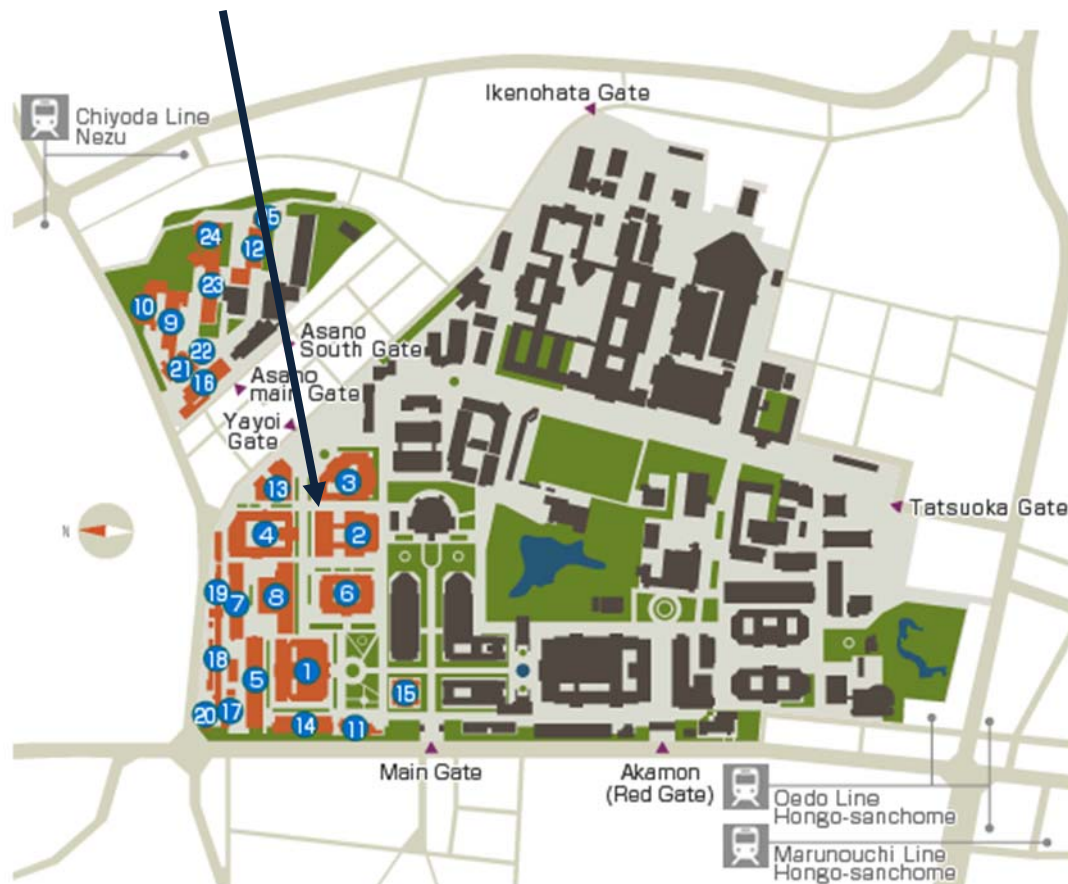 Ikenohata Gate
Chiyoda Line
Nezu
24
12
23
10
9
22
21
16
Asano
South Gate
Asano
main Gate
Yayoi
Gate
3
13
4
2
N
Tatsuoka Gate
19
7
8
6
18
5
1
15
20
17
14
11
Main Gate
Akamon
(Red Gate)
Oedo Line
Hongo-sanchome
Marunouchi Line
Hongo-sanchome